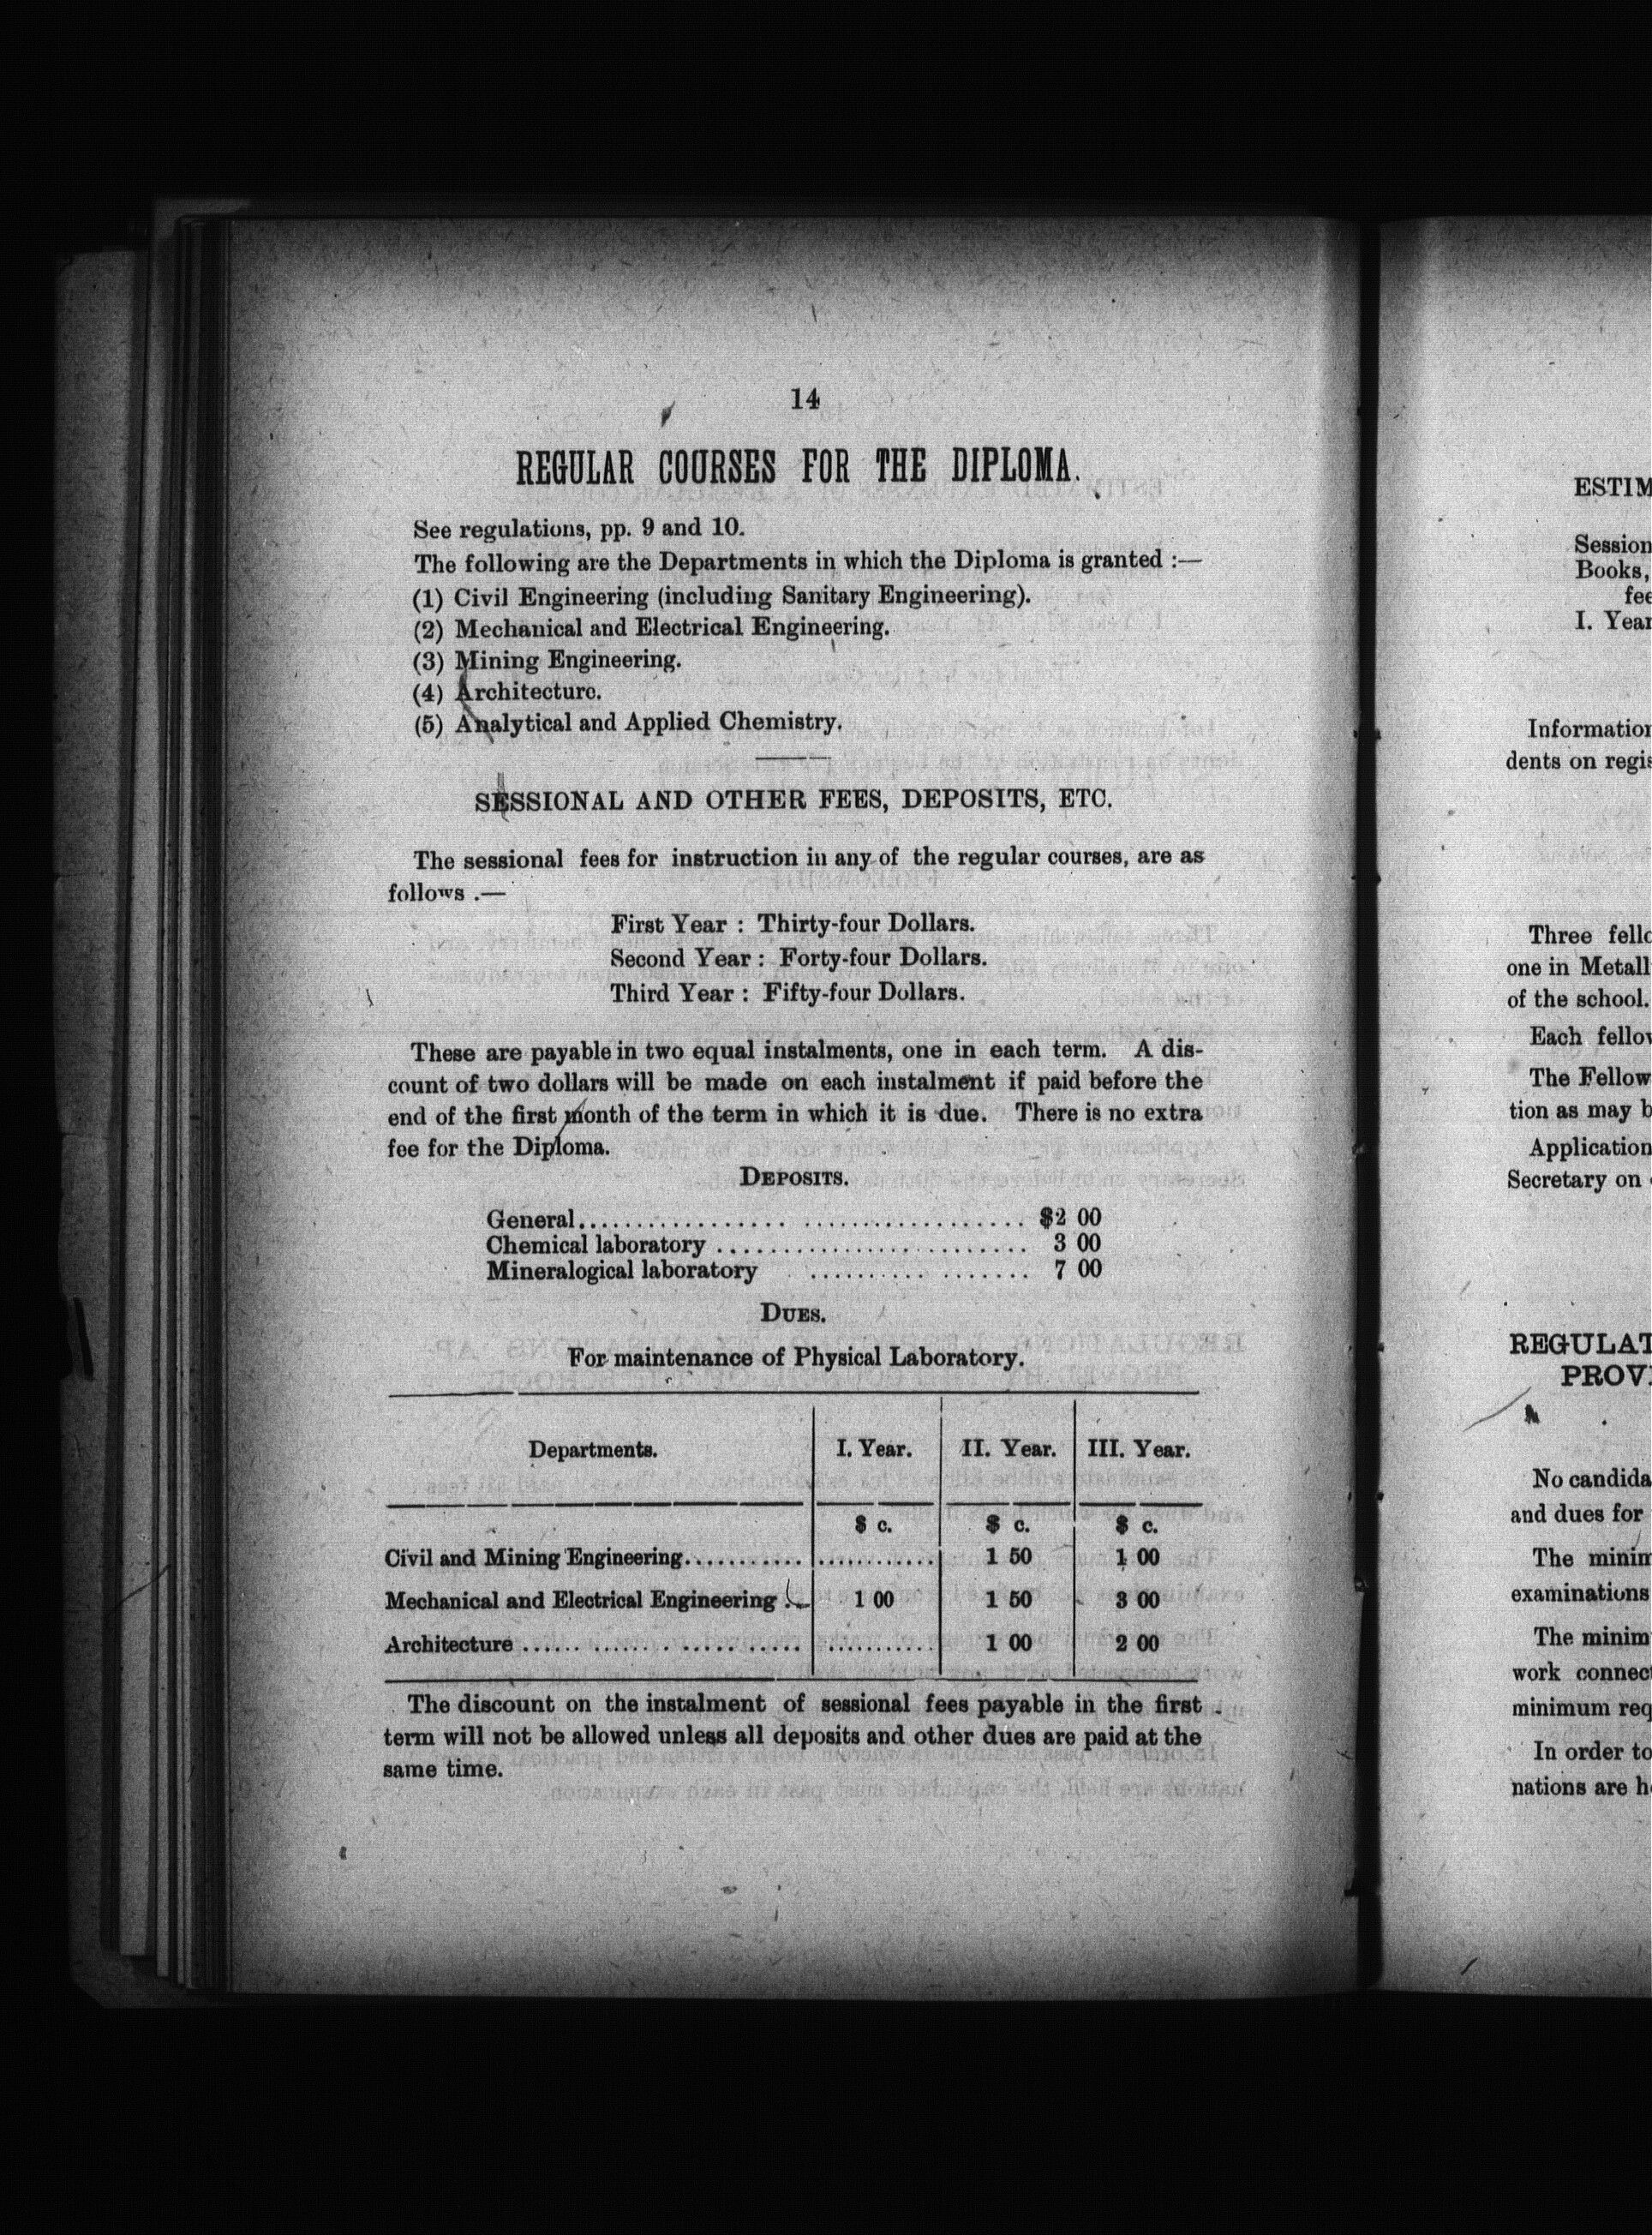 14
REGULAR COURSES FOR THE DIPLOMA.
See regulations, pp. 9 and 10.
The following are the Departments in which the Diploma is granted :—
(1) Civil Engineering (including Sanitary Engineering).
(2) Mechanical and Electrical Engineering.
(3) Mining Engineering.
(4) Architecture.
(5) Analytical and Applied Chemistry.
SESSIONAL AND OTHER FEES, DEPOSITS, ETC.
The sessional fees for instruction in any of the regular courses, are as
follows .—
First Year : Thirty-four Dollars.
Second Year : Forty-four Dollars.
Third Year : Fifty-four Dollars.
These are payable in two equal instalments, one in each term. A dis-
count of two dollars will be made on each instalment if paid before the
end of the first month of the term in which it is due. There is no extra
fee for the Diploma.
DEPOSITS.
General.................................... $2 00
Chemical laboratory ........................ 3 00
Mineralogical laboratory ................. 7 00
DUES.
For maintenance of Physical Laboratory.
Departments. I. Year. II. Year. III. Year.
$ c. $ c. $ c.
Civil and Mining Engineering........... ............ 1 50 1 00
Mechanical and Electrical Engineering .. 1 00 1 50 3 00
Architecture ........................ ........... 1 00 2 00
The discount on the instalment of sessional fees payable in the first
term will not be allowed unless all deposits and other dues are paid at the
same time.
ESTIM
Session
Books,
fee
I. Year
Information
dents on regis
Three fello
one in Metall
of the school.
Each fellow
The Fellow
tion as may b
Application
Secretary on
REGULAT
PROV
No candida
and dues for
The minim
examinations
The minim
work connec
minimum req
In order to
nations are h